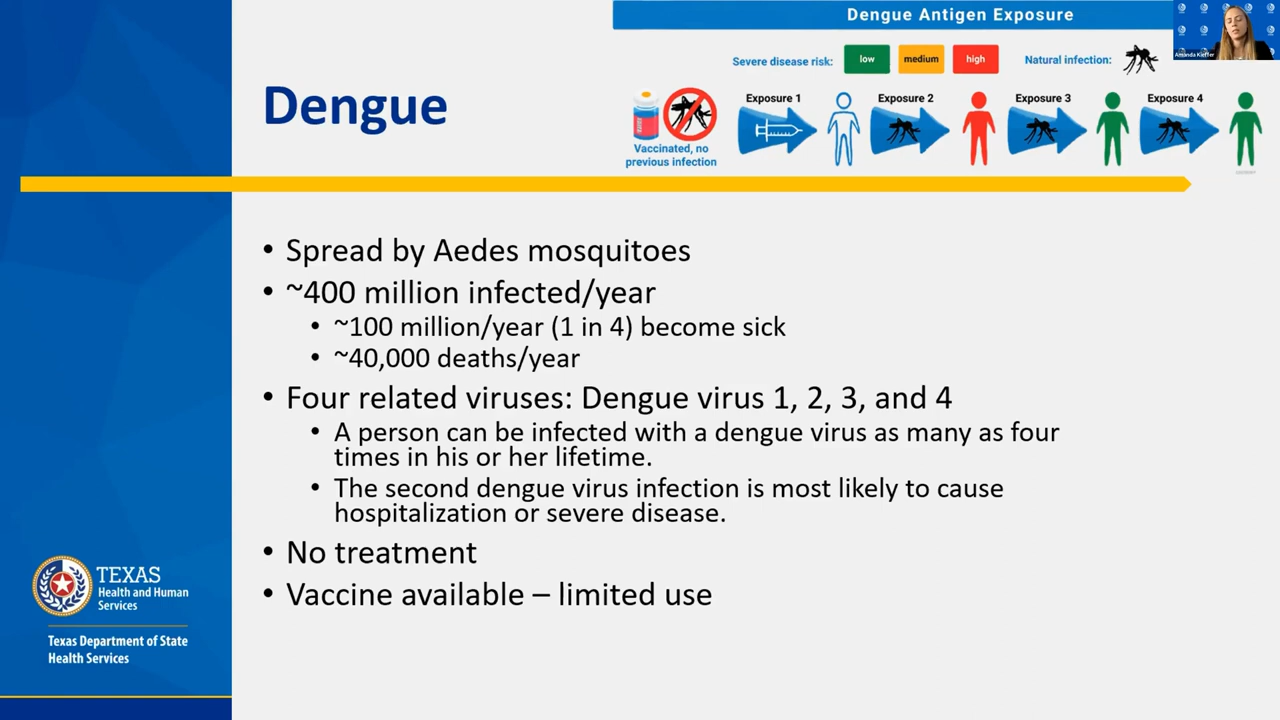 Dengue Antigen Exposure
Amanda Kieffer
Severe disease risk:
low
medium
high
Natural infection:
Dengue
Exposure 1
Exposure 2
Exposure 3
Exposure 4
Vaccinated, no
previous infection
• Spread by Aedes mosquitoes
• ~400 million infected/year
• ~100 million/year (1 in 4) become sick
• ~40,000 deaths/year
• Four related viruses: Dengue virus 1, 2, 3, and 4
• A person can be infected with a dengue virus as many as four
times in his or her lifetime.
• The second dengue virus infection is most likely to cause
hospitalization or severe disease.
• No treatment
• Vaccine available – limited use
TEXAS
Health and Human
Services
Texas Department of State
Health Services